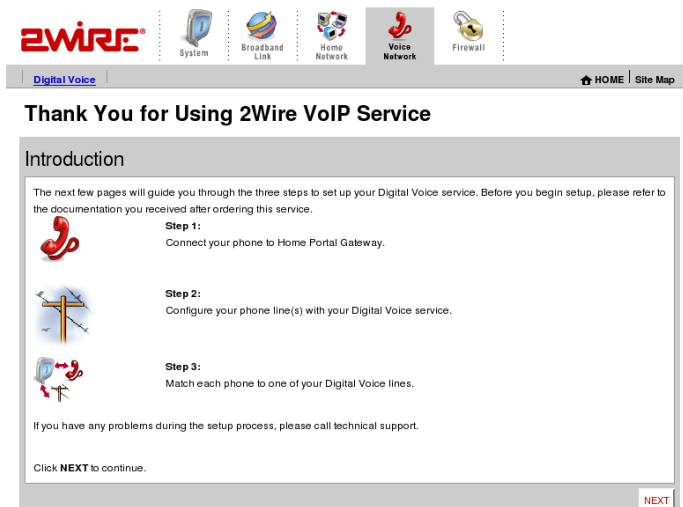 2WIRE®
System
Broadband
Link
Home
Network
Voice
Network
Firewall
Digital Voice
HOME
Site Map
Thank You for Using 2Wire VoIP Service
Introduction
The next few pages will guide you through the three steps to set up your Digital Voice service. Before you begin setup, please refer to
the documentation you received after ordering this service.
Step 1:
Connect your phone to Home Portal Gateway.
Step 2:
Configure your phone line(s) with your Digital Voice service.
Step 3:
Match each phone to one of your Digital Voice lines.
If you have any problems during the setup process, please call technical support.
Click NEXT to continue.
NEXT